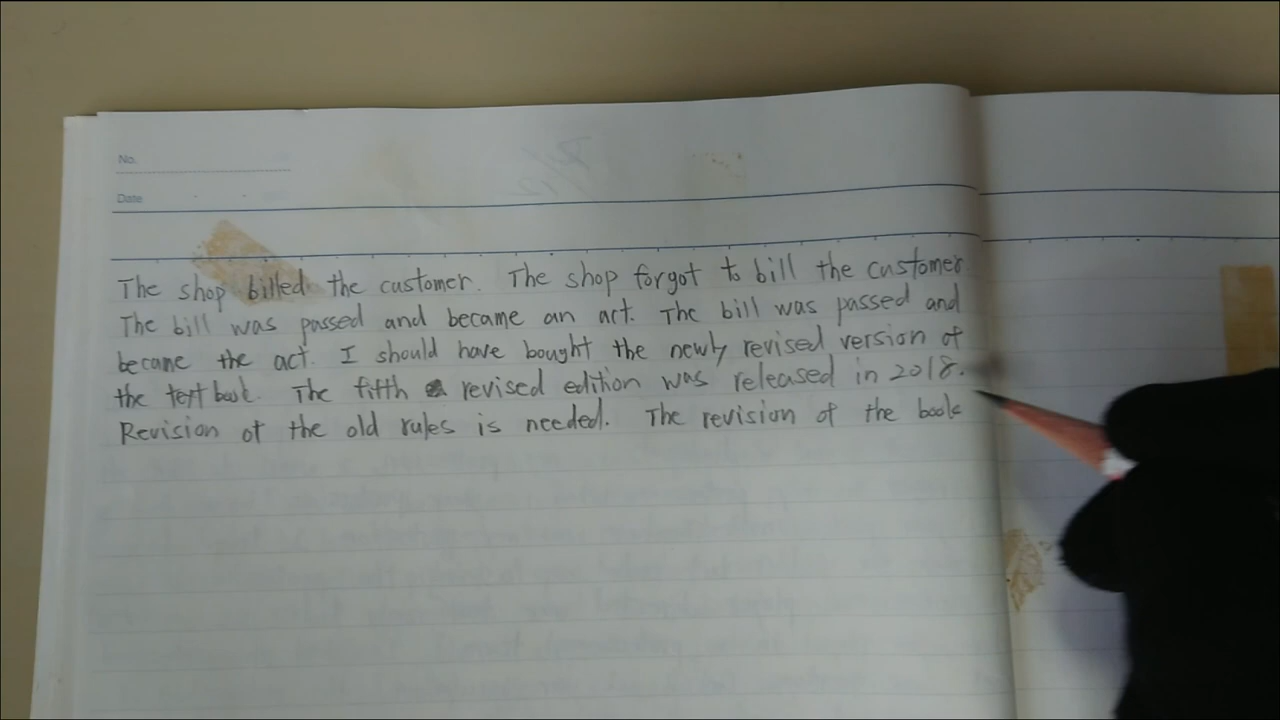 No.
Date
The shop billed the customer. The shop forgot to bill the customer
The bill was passed and became an act. The bill was passed and
became the act. I should have bought the newly revised version of
the textbook. The fifth revised edition was released in 2018.
Revision of the old rules is needed. The revision of the book